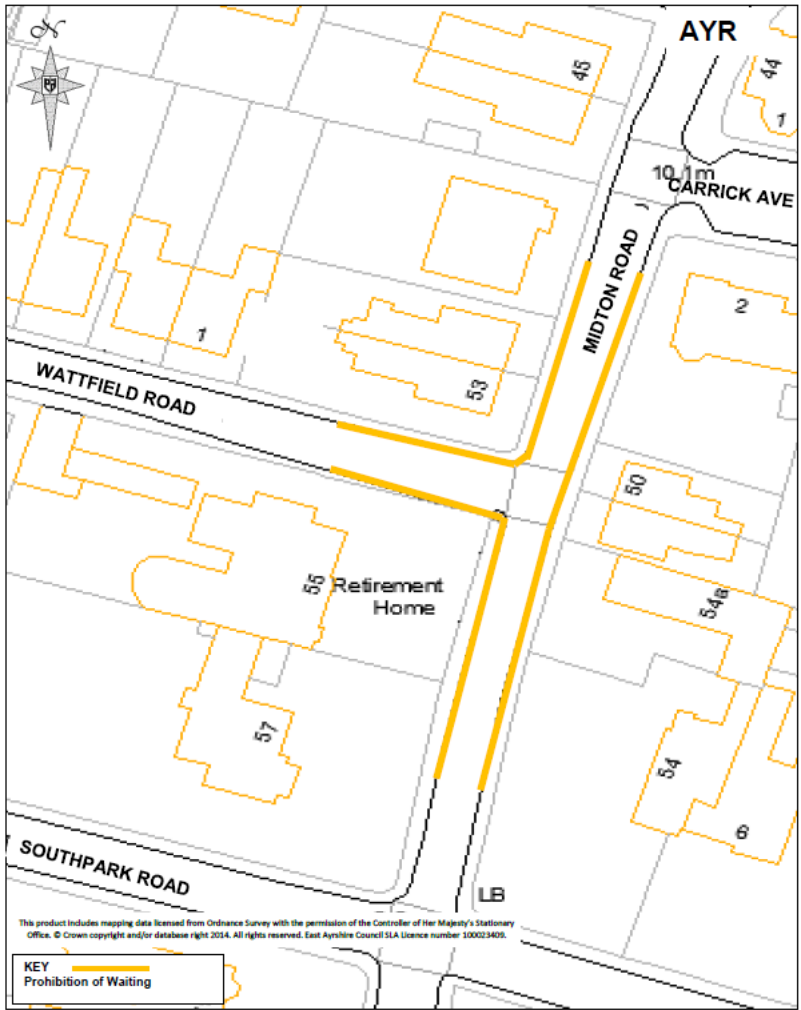 AYR
45
44
1
10.1m
CARRICK AVE
MIDTON ROAD
2
1
WATTFIELD ROAD
53
50
55
Retirement
Home
54B
57
54
6
SOUTHPARK ROAD
LB
This product includes mapping data licensed from Ordnance Survey with the permission of the Controller of Her Majesty's Stationary
Office. © Crown copyright and/or database right 2014. All rights reserved. East Ayrshire Council SLA Licence number 100023409.
KEY
Prohibition of Waiting